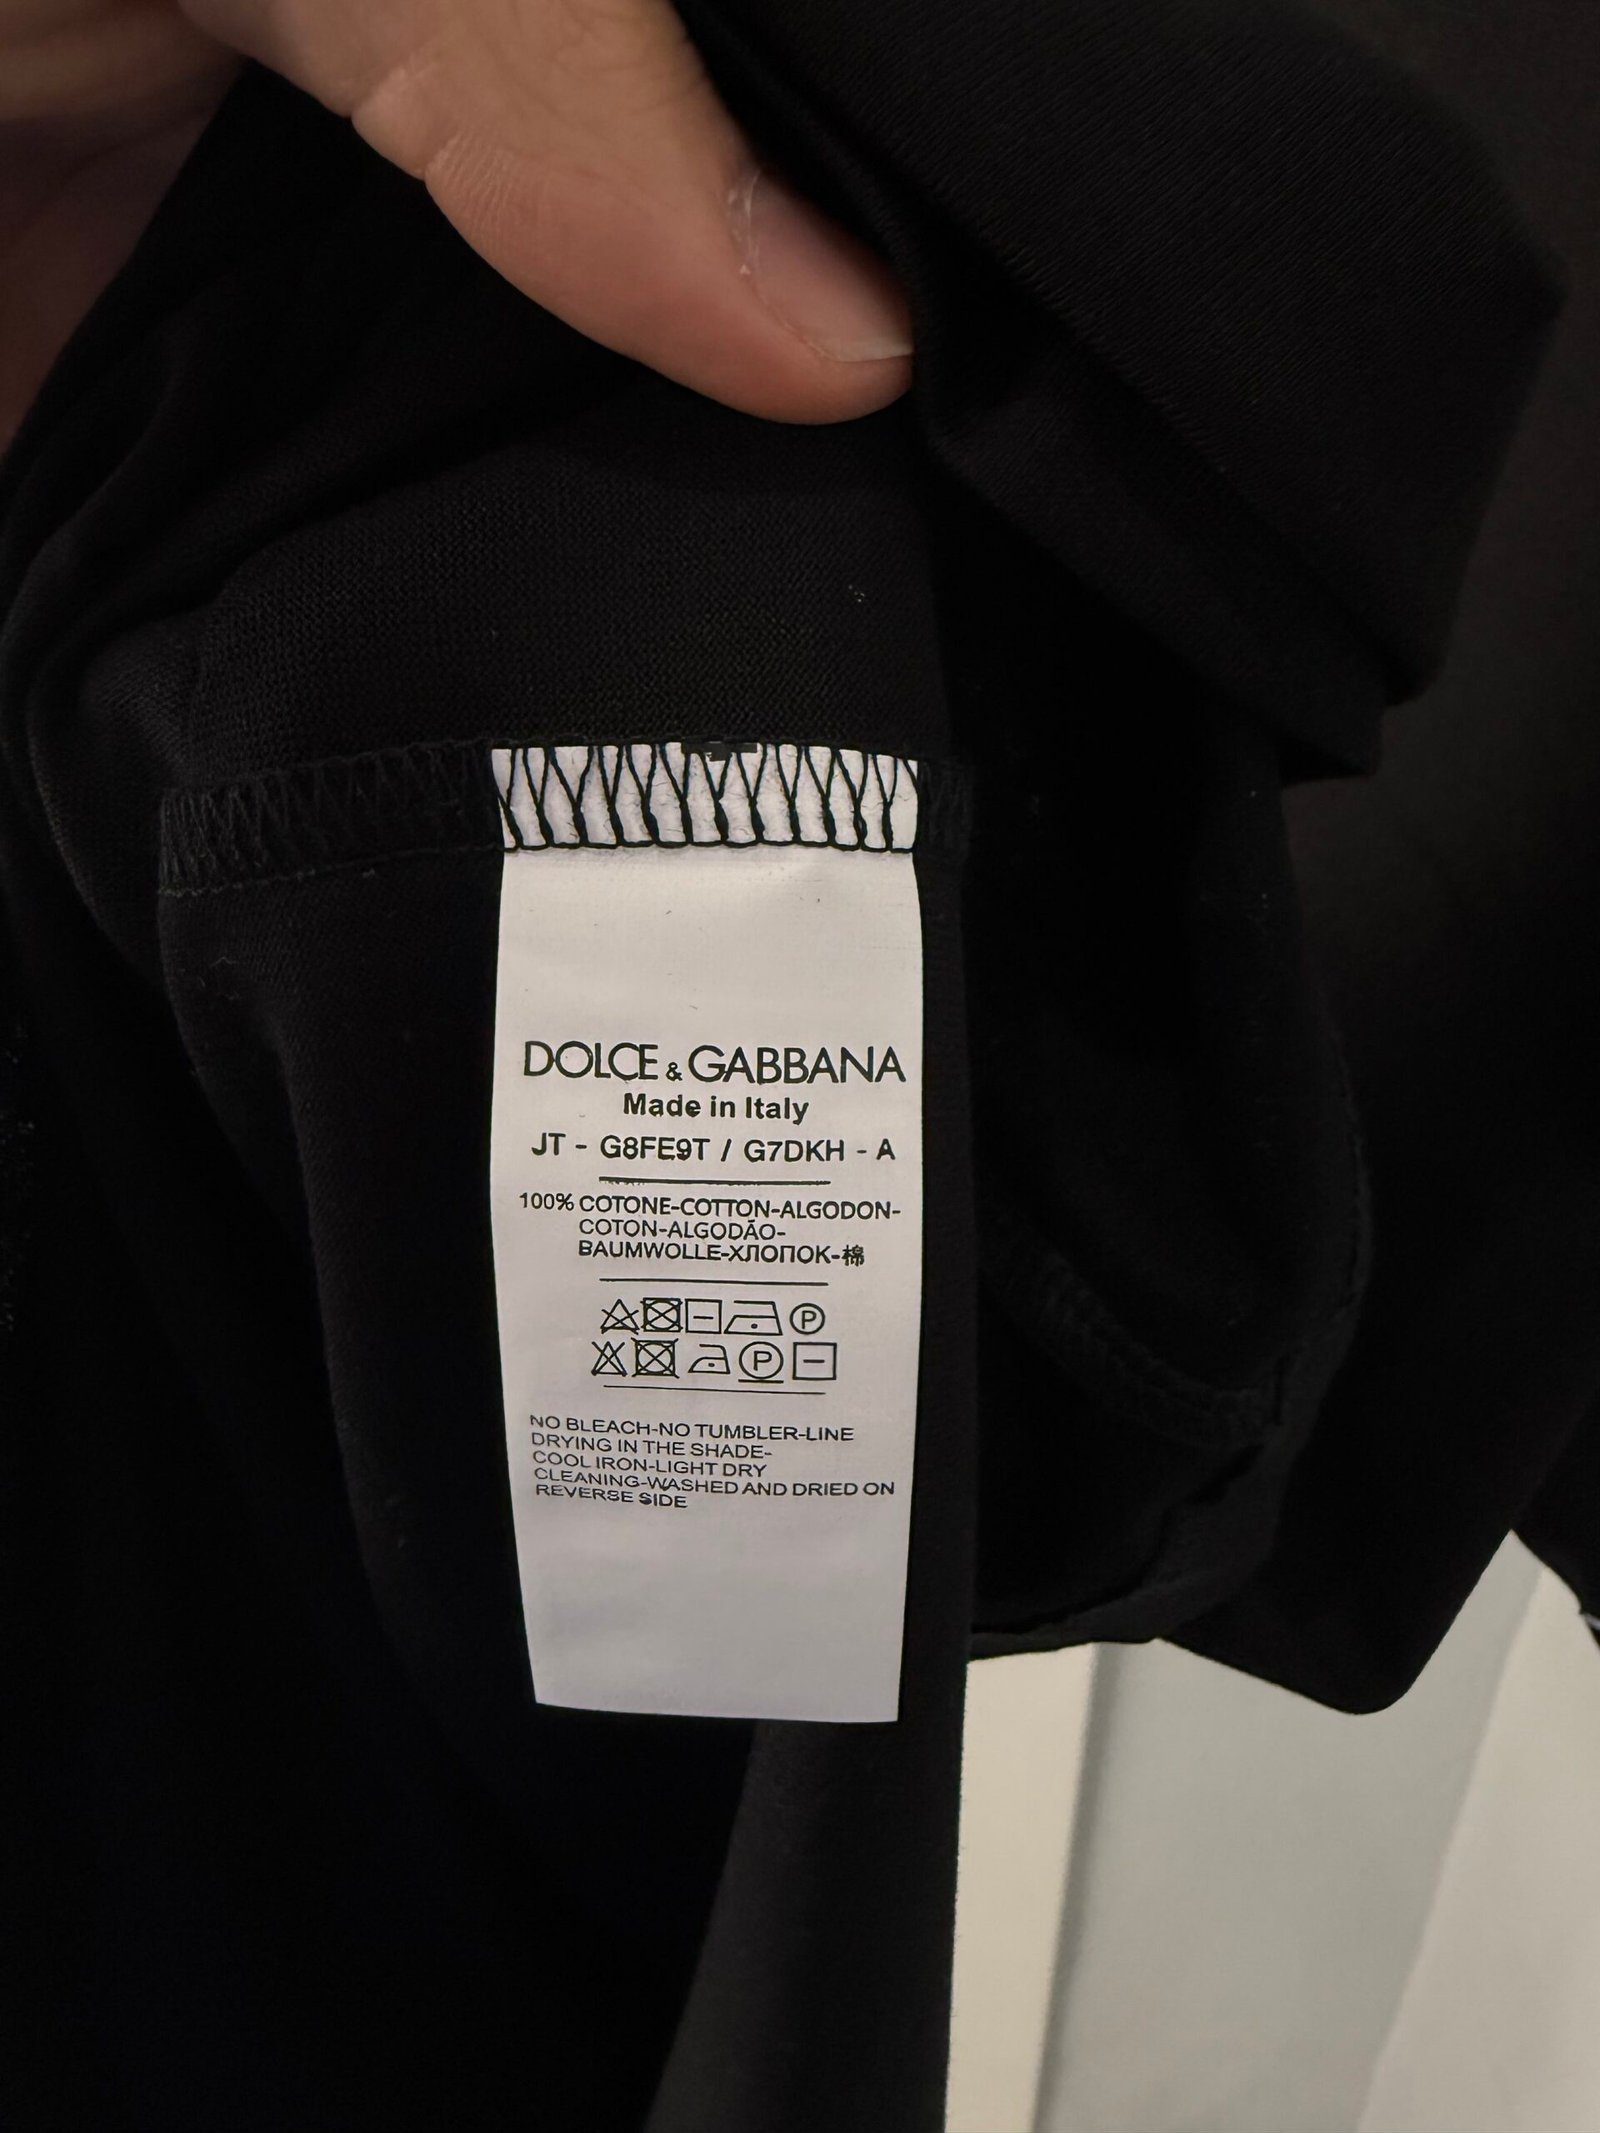 DOLCE & GABBANA
Made in Italy
JT - G8FE9T / G7DKH - A
100% COTONE-COTTON-ALGODON-
COTON-ALGODÃO-
BAUMWOLLE-ХЛОПОК-棉
P
P
NO BLEACH-NO TUMBLER-LINE
DRYING IN THE SHADE-
COOL IRON-LIGHT DRY
CLEANING-WASHED AND DRIED ON
REVERSE SIDE